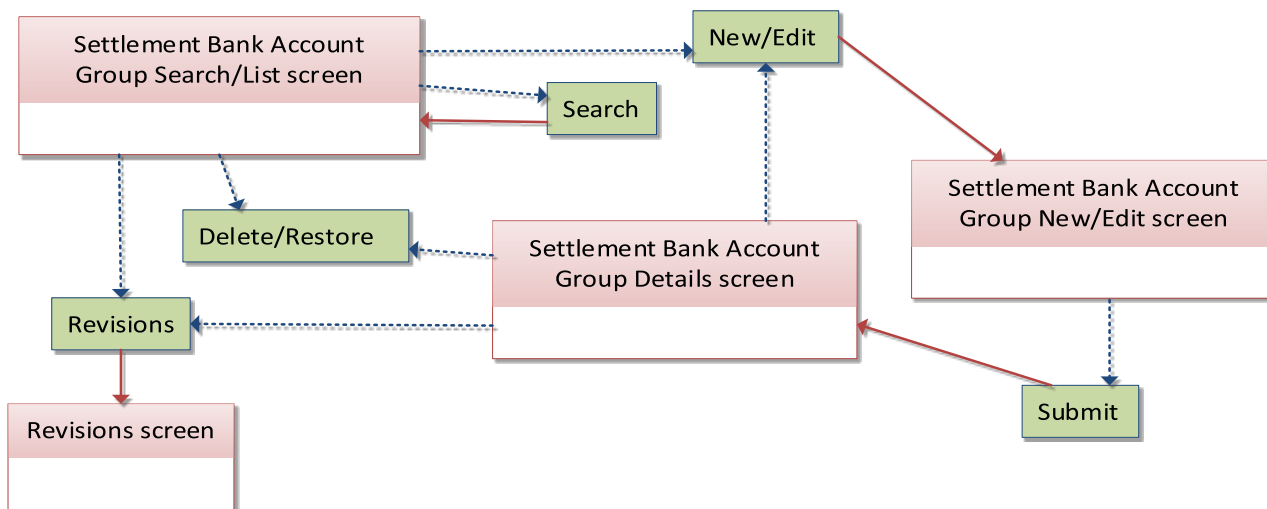 Settlement Bank Account
Group Search/List screen
New/Edit
Search
Settlement Bank Account
Group New/Edit screen
Delete/Restore
Settlement Bank Account
Group Details screen
Revisions
Submit
Revisions screen